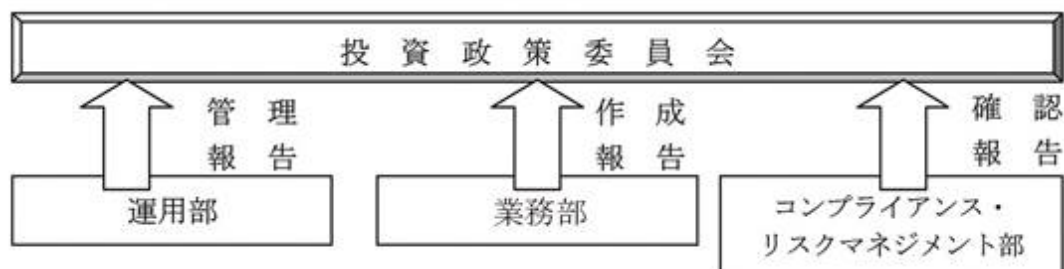 投資政策委員会
管理
報告
作成
報告
確認
報告
運用部
業務部
コンプライアンス・
リスクマネジメント部